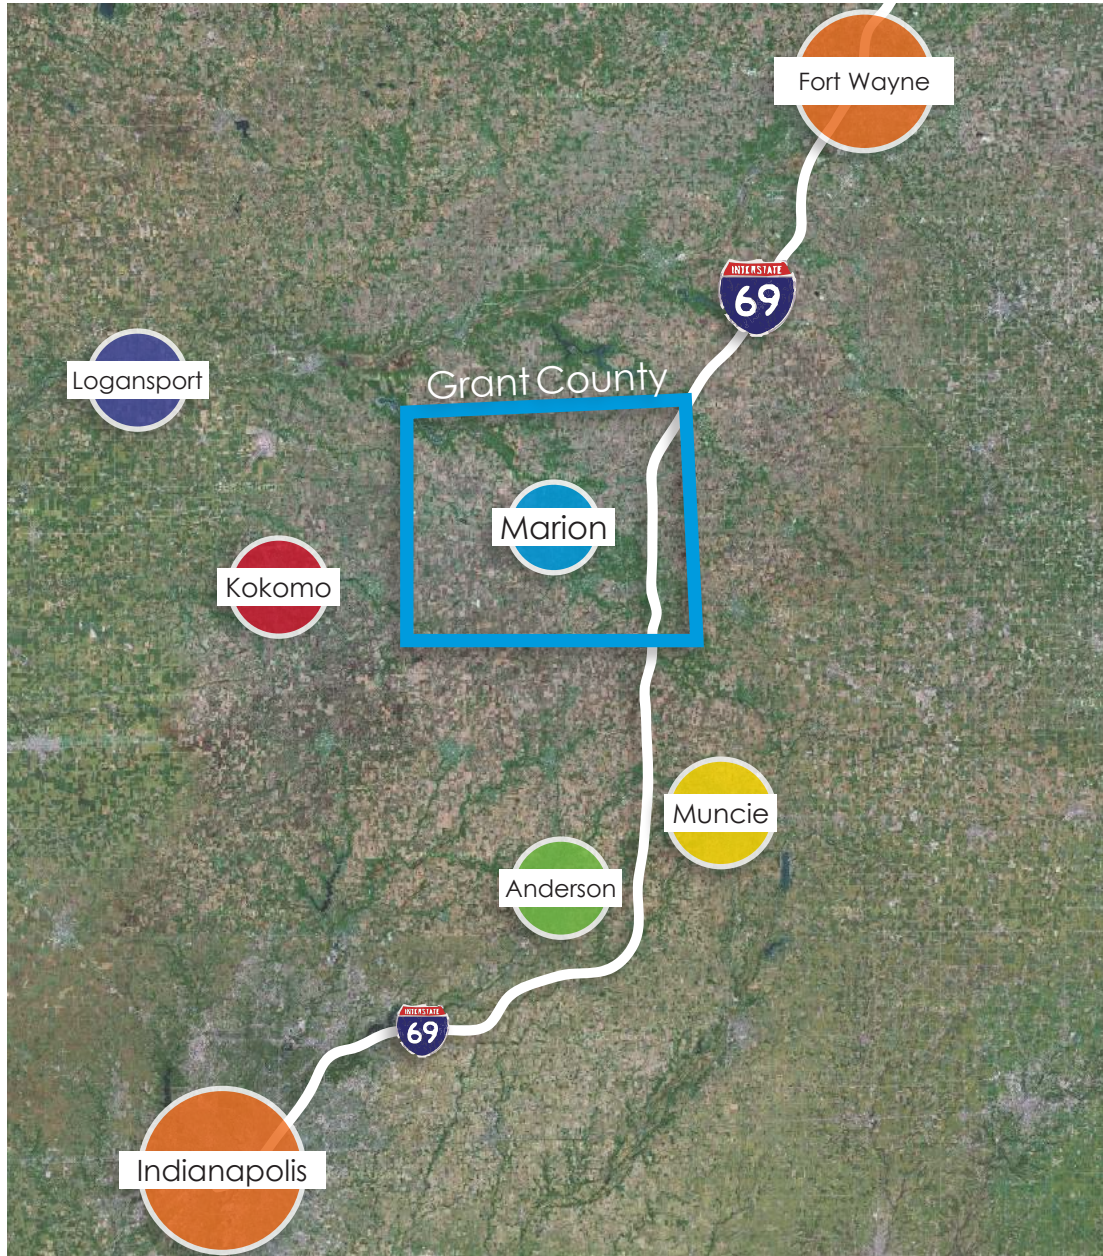 Fort Wayne
INTERSTATE
69
Logansport
Grant County
Marion
Kokomo
Muncie
Anderson
INTERSTATE
69
Indianapolis